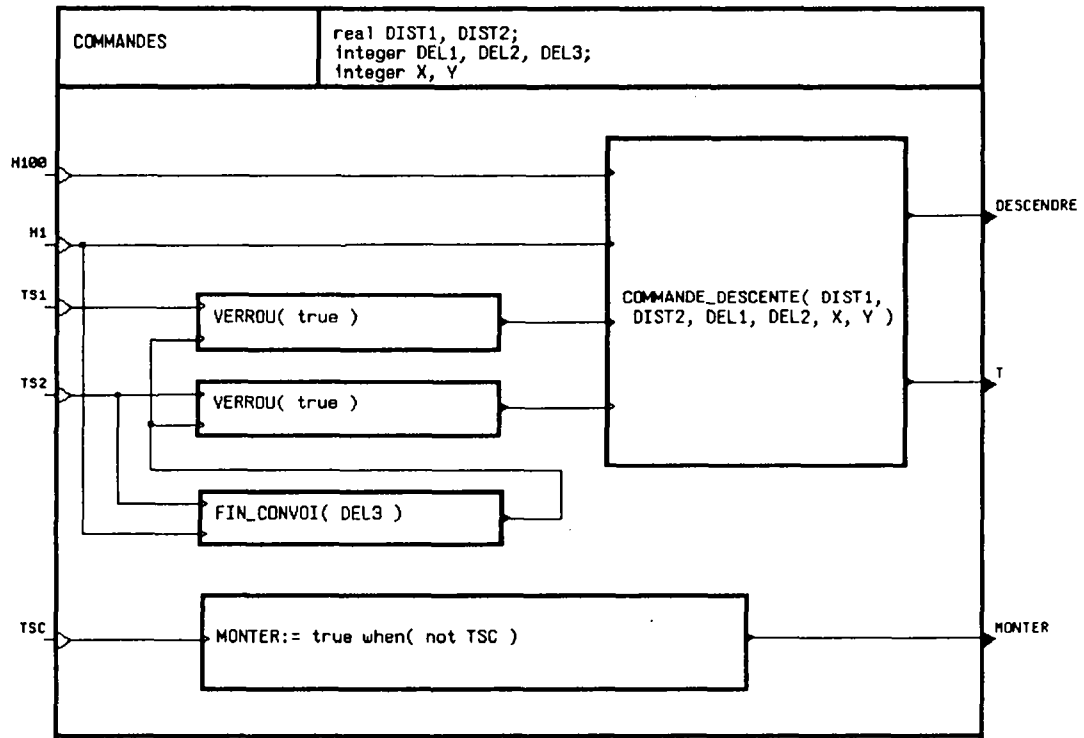 COMMANDES
real DIST1, DIST2;
integer DEL1, DEL2, DEL3;
integer X, Y
H100
DESCENDRE
H1
TS1
VERROU( true )
COMMANDE_DESCENTE( DIST1,
DIST2, DEL1, DEL2, X, Y )
T
TS2
VERROU( true )
FIN_CONVOI( DEL3 )
TSC
MONTER:= true when( not TSC )
MONTER